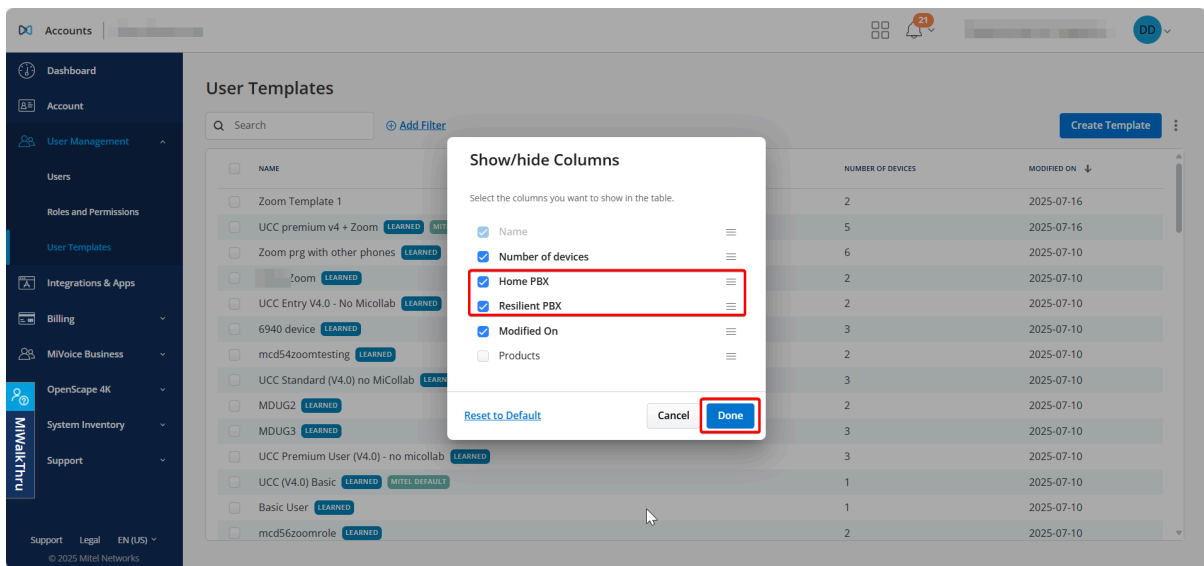 Accounts
21
DD
Dashboard
Account
User Management
Users
Roles and Permissions
User Templates
Integrations & Apps
Billing
MiVoice Business
OpenScape 4K
System Inventory
Support
MiWalkThru
Support Legal EN (US)
© 2025 Mitel Networks
User Templates
Search
Add Filter
Create Template
NAME NUMBER OF DEVICES MODIFIED ON
Zoom Template 1 2 2025-07-16
UCC premium v4 + Zoom LEARNED MIT 5 2025-07-16
Zoom prg with other phones LEARNED 6 2025-07-10
Zoom LEARNED 2 2025-07-10
UCC Entry V4.0 - No Micollab LEARNED 2 2025-07-10
6940 device LEARNED 3 2025-07-10
mcd54zoomtesting LEARNED 2 2025-07-10
UCC Standard (V4.0) no MiCollab LEARN 3 2025-07-10
MDUG2 LEARNED 2 2025-07-10
MDUG3 LEARNED 3 2025-07-10
UCC Premium User (V4.0) - no micollab LEARNED 3 2025-07-10
UCC (V4.0) Basic LEARNED MITEL DEFAULT 1 2025-07-10
Basic User LEARNED 1 2025-07-10
mcd56zoomrole LEARNED 2 2025-07-10
Show/hide Columns
Select the columns you want to show in the table.
Name
Number of devices
Home PBX
Resilient PBX
Modified On
Products
Reset to Default
Cancel
Done